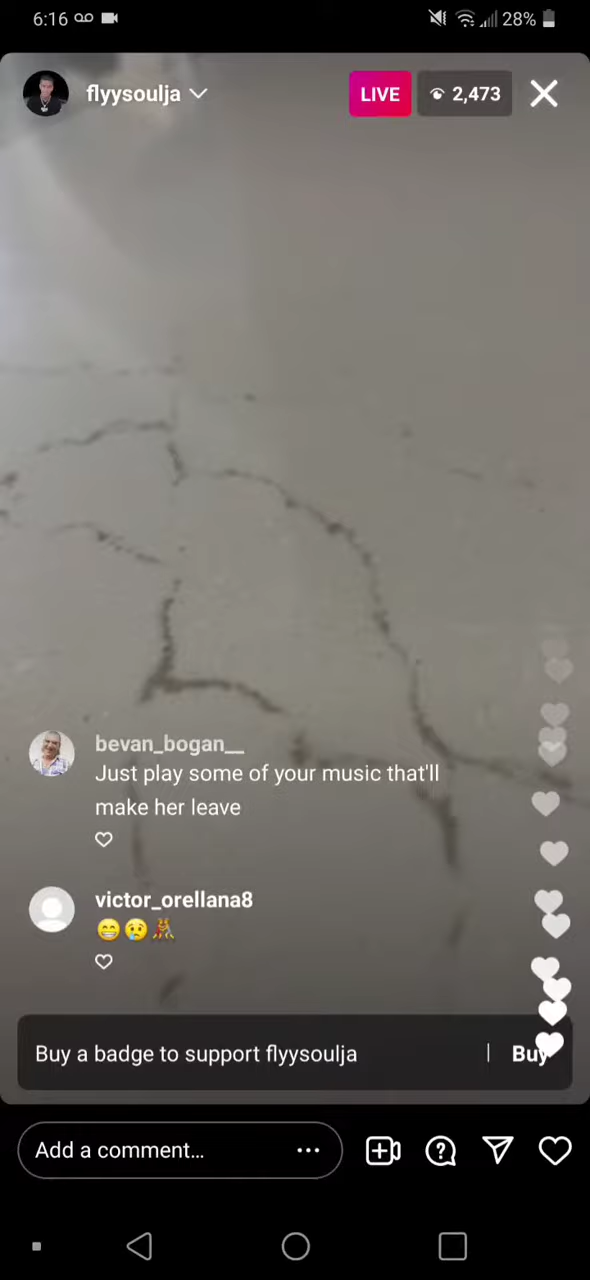 6:16 28%
flyysoulja LIVE 2,473
bevan_bogan__
Just play some of your music that'll
make her leave
victor_orellana8
😁😢🤼
Buy a badge to support flyysoulja | Buy
Add a comment...